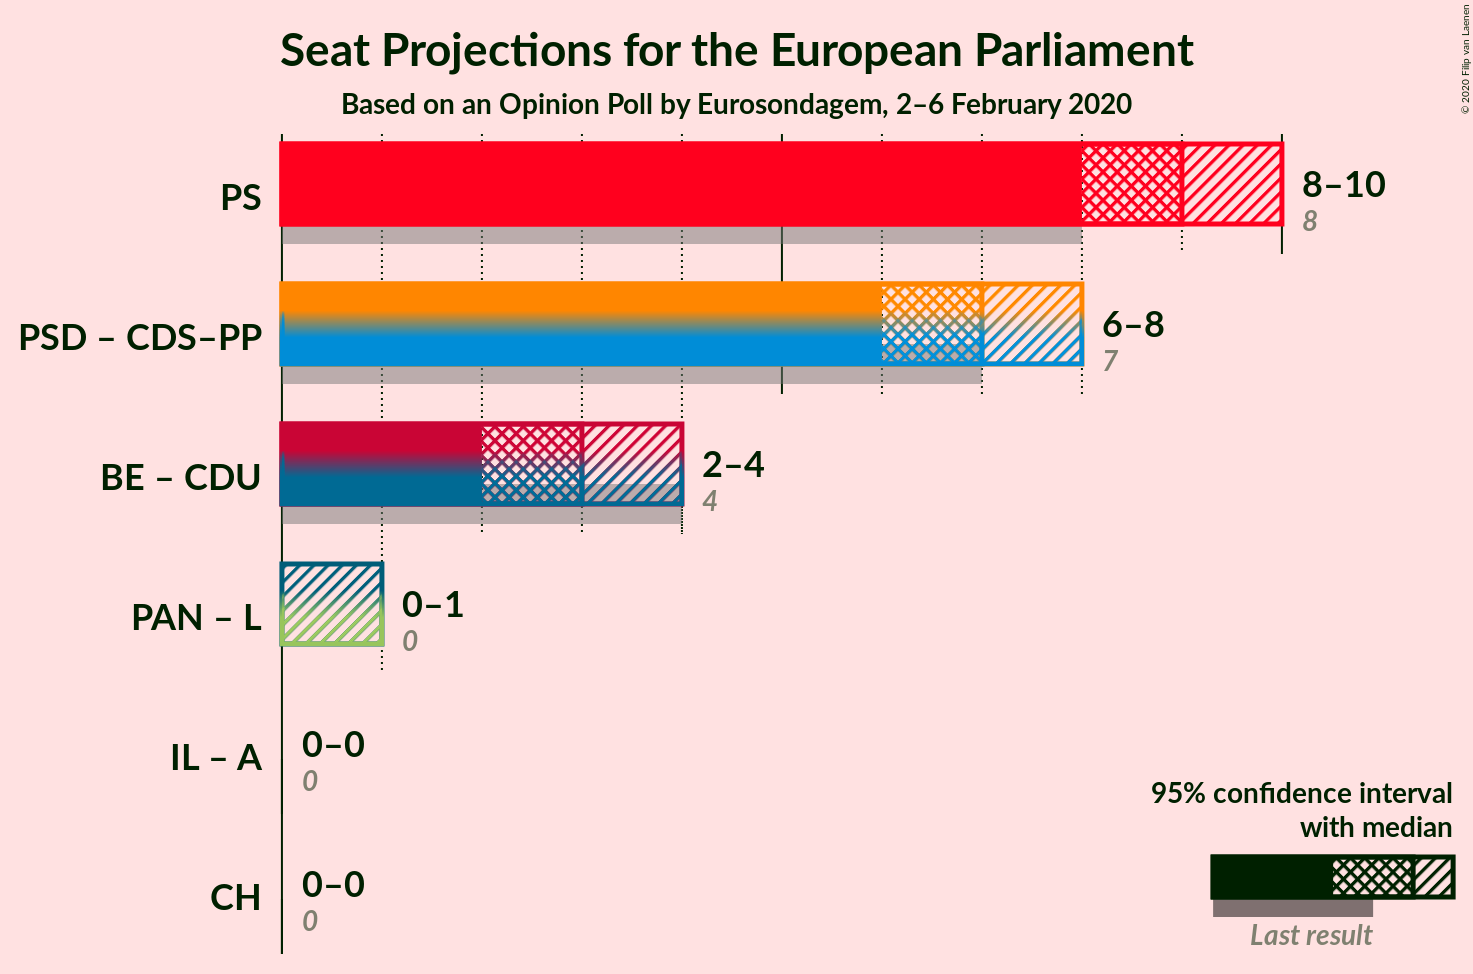 Seat Projections for the European Parliament
Based on an Opinion Poll by Eurosondagem, 2–6 February 2020
© 2020 Filip van Laenen
PS
8–10
8
PSD – CDS–PP
6–8
7
BE – CDU
2–4
4
PAN – L
0–1
0
IL – A
0–0
0
CH
0–0
0
95% confidence interval
with median
Last result